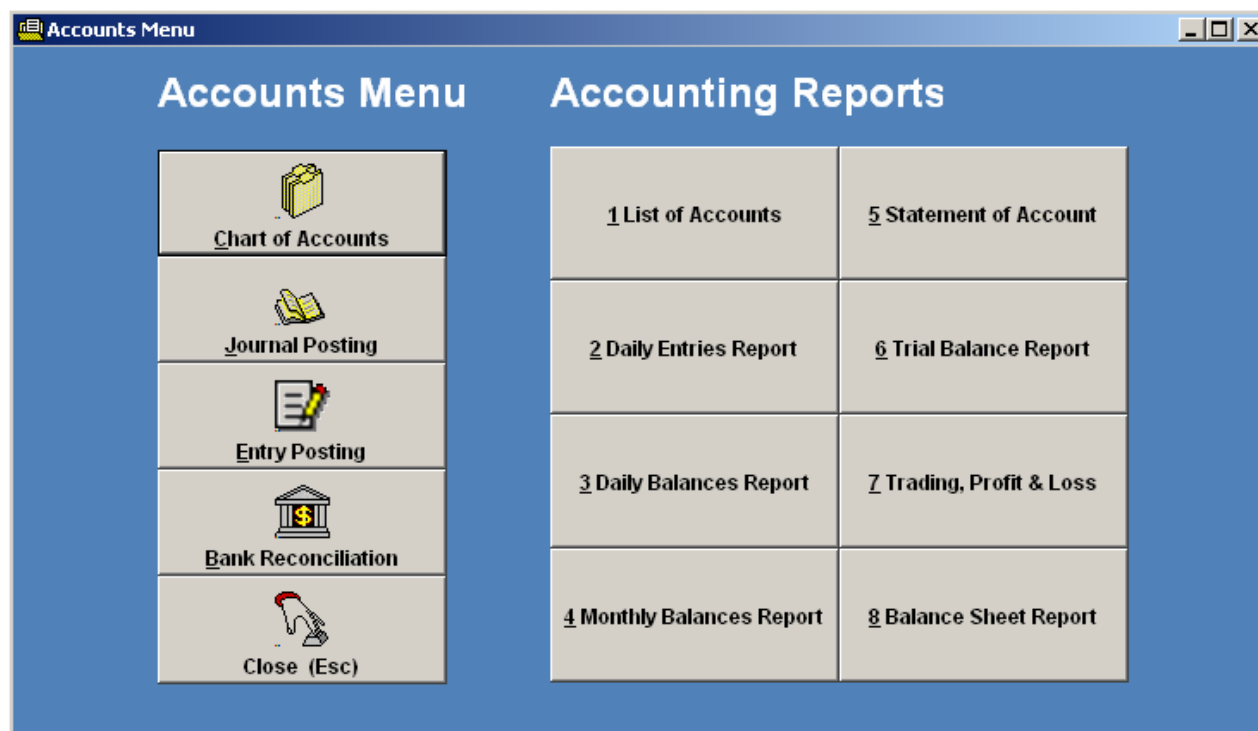 Accounts Menu
Accounts Menu
Chart of Accounts
Journal Posting
Entry Posting
$
Bank Reconciliation
Close (Esc)
Accounting Reports
1 List of Accounts
2 Daily Entries Report
3 Daily Balances Report
4 Monthly Balances Report
5 Statement of Account
6 Trial Balance Report
7 Trading, Profit & Loss
8 Balance Sheet Report